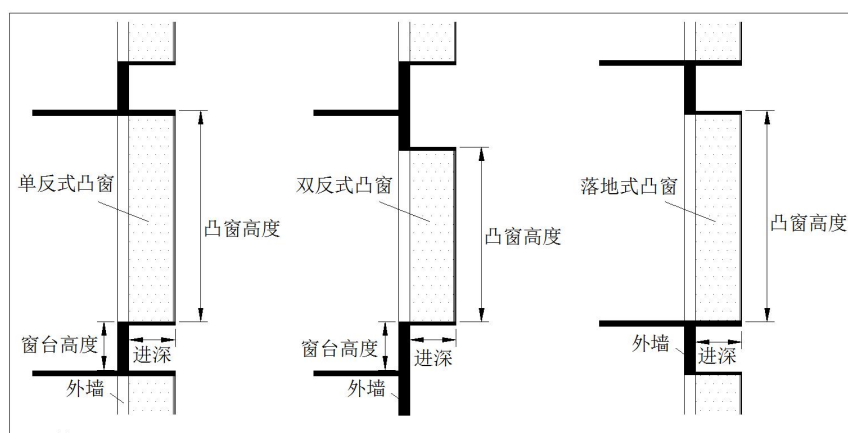 单反式凸窗
凸窗高度
窗台高度
进深
外墙
双反式凸窗
凸窗高度
窗台高度
进深
外墙
落地式凸窗
凸窗高度
外墙
进深